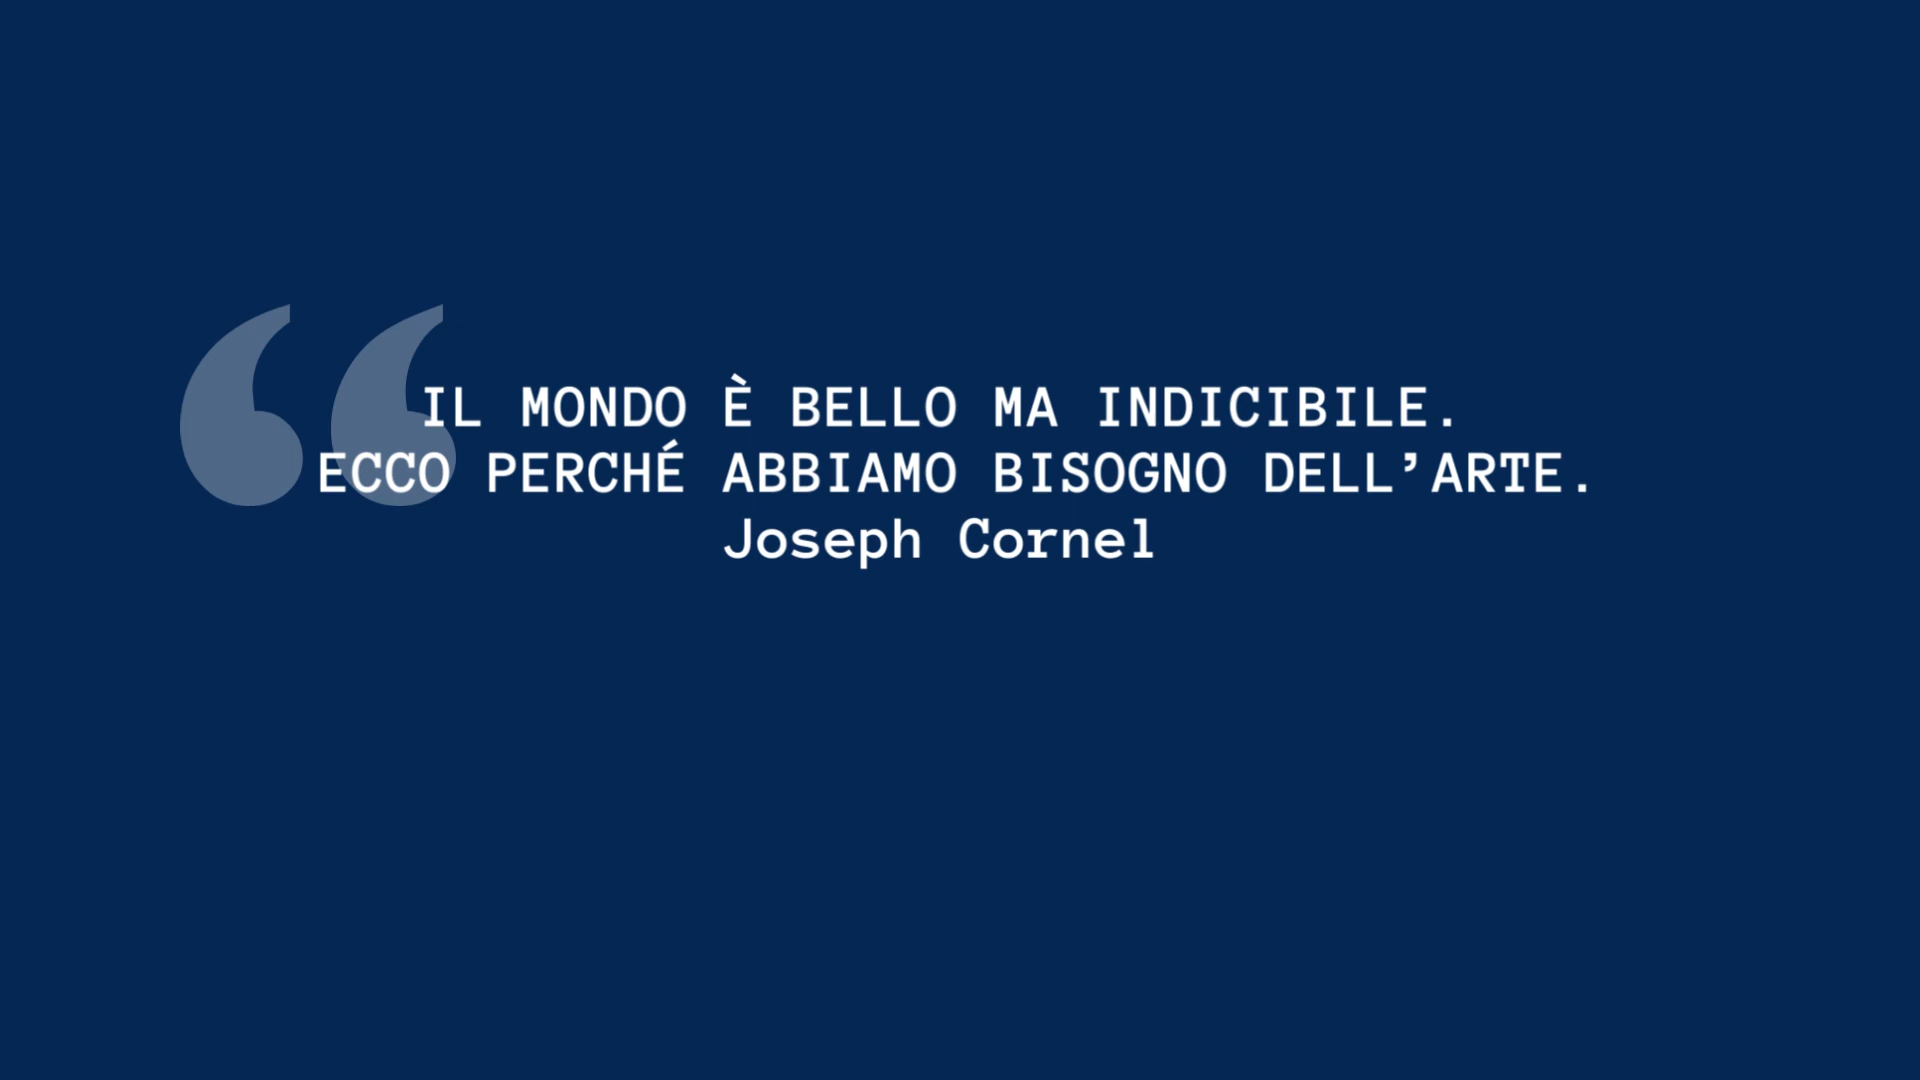 IL MONDO È BELLO MA INDICIBILE.
ECCO PERCHÉ ABBIAMO BISOGNO DELL’ARTE.
Joseph Cornel